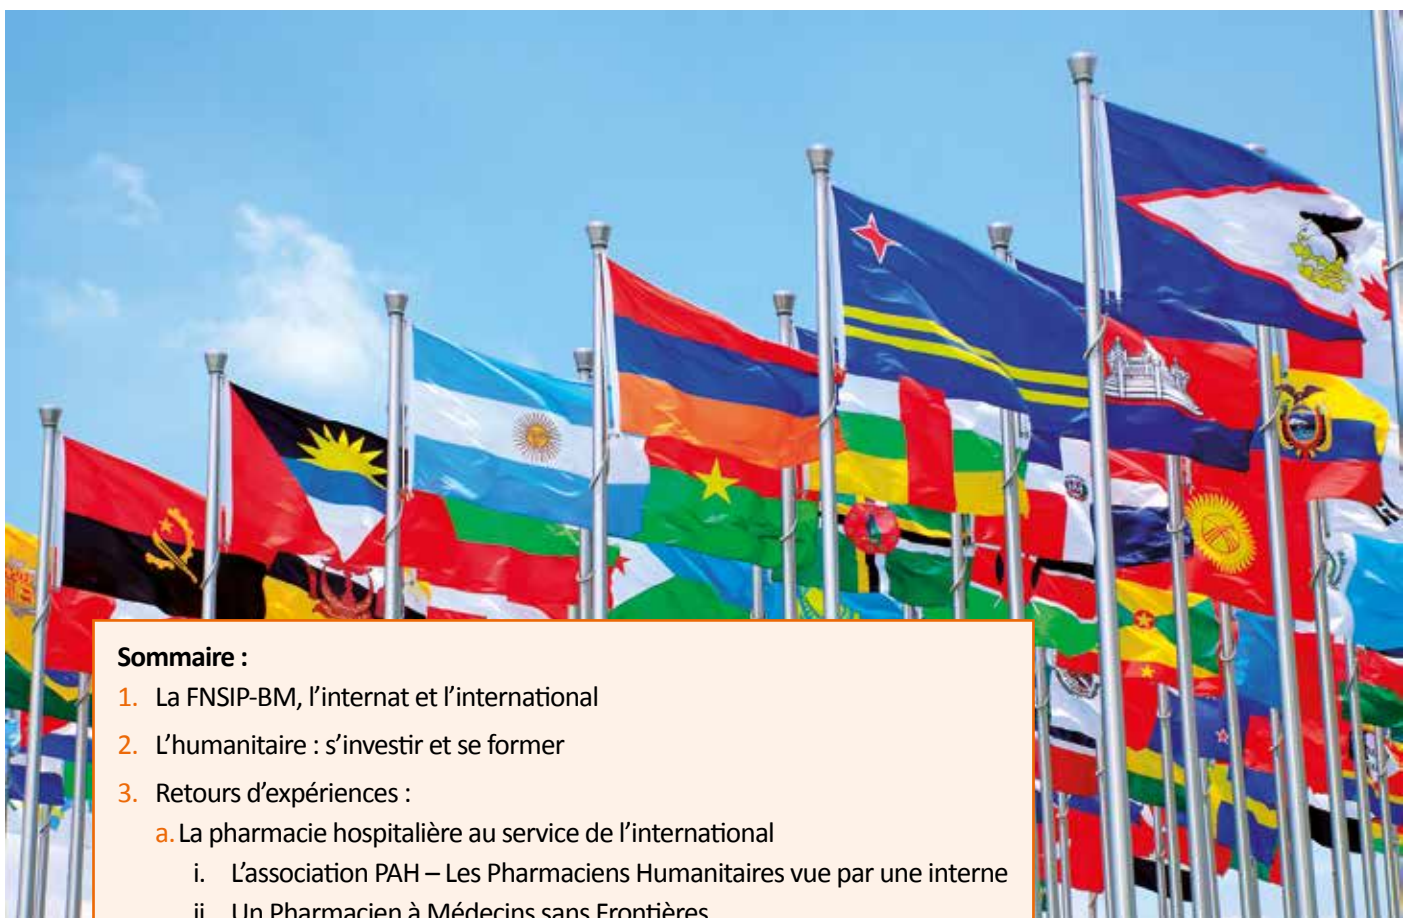 Sommaire :
1. La FNSIP-BM, l'internat et l'international
2. L'humanitaire : s'investir et se former
3. Retours d'expériences :
a. La pharmacie hospitalière au service de l'international
i. L'association PAH – Les Pharmaciens Humanitaires vue par une interne
ii. Un Pharmacien à Médecins sans Frontières